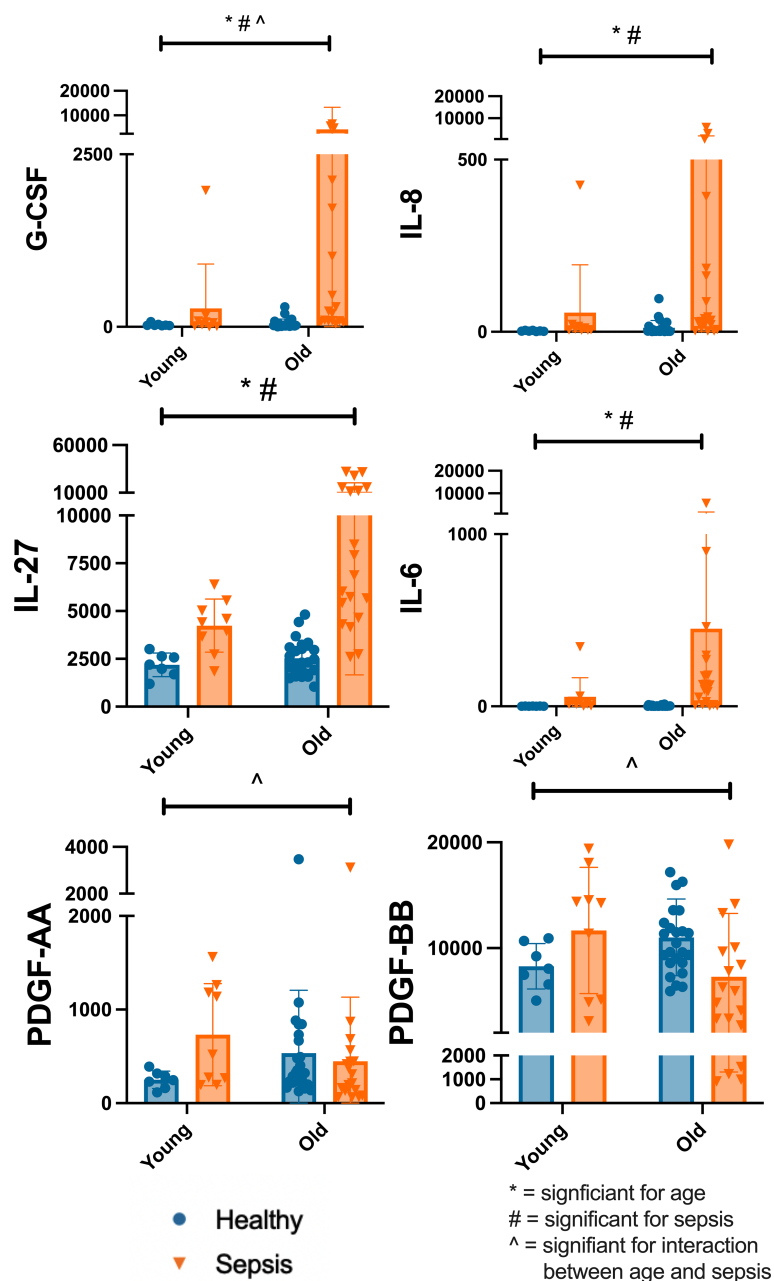 * # ^
20000
10000
2500
0
G-CSF
Young
Old
* #
20000
10000
500
0
IL-8
Young
Old
* #
60000
10000
10000
7500
5000
2500
0
IL-27
Young
Old
* #
20000
10000
1000
0
IL-6
Young
Old
^
4000
2000
2000
1000
0
PDGF-AA
Young
Old
^
20000
10000
2000
1000
0
PDGF-BB
Young
Old
Healthy
Sepsis
* = signficiant for age
# = significant for sepsis
^ = signifiant for interaction
between age and sepsis